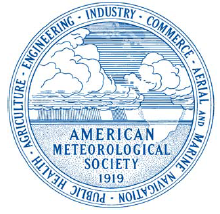 PUBLIC HEALTH · AGRICULTURE · ENGINEERING · INDUSTRY · COMMERCE · AERIAL AND MARINE NAVIGATION ·
AMERICAN
METEOROLOGICAL
SOCIETY
1919